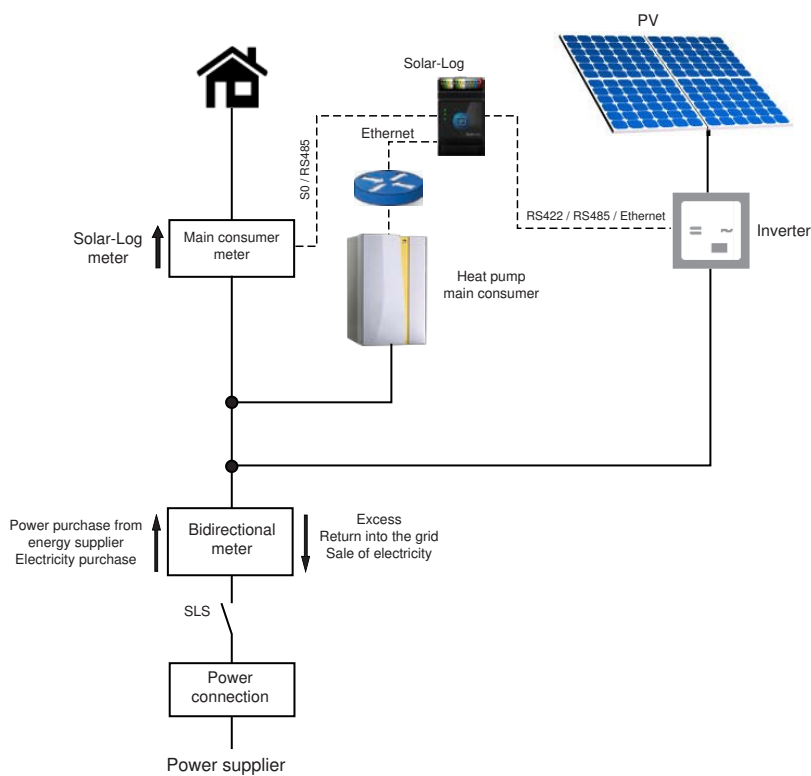 PV
Solar-Log
Ethernet
S0 / RS485
RS422 / RS485 / Ethernet
Inverter
Solar-Log
meter
Main consumer
meter
Heat pump
main consumer
Power purchase from
energy supplier
Electricity purchase
Bidirectional
meter
Excess
Return into the grid
Sale of electricity
SLS
Power
connection
Power supplier